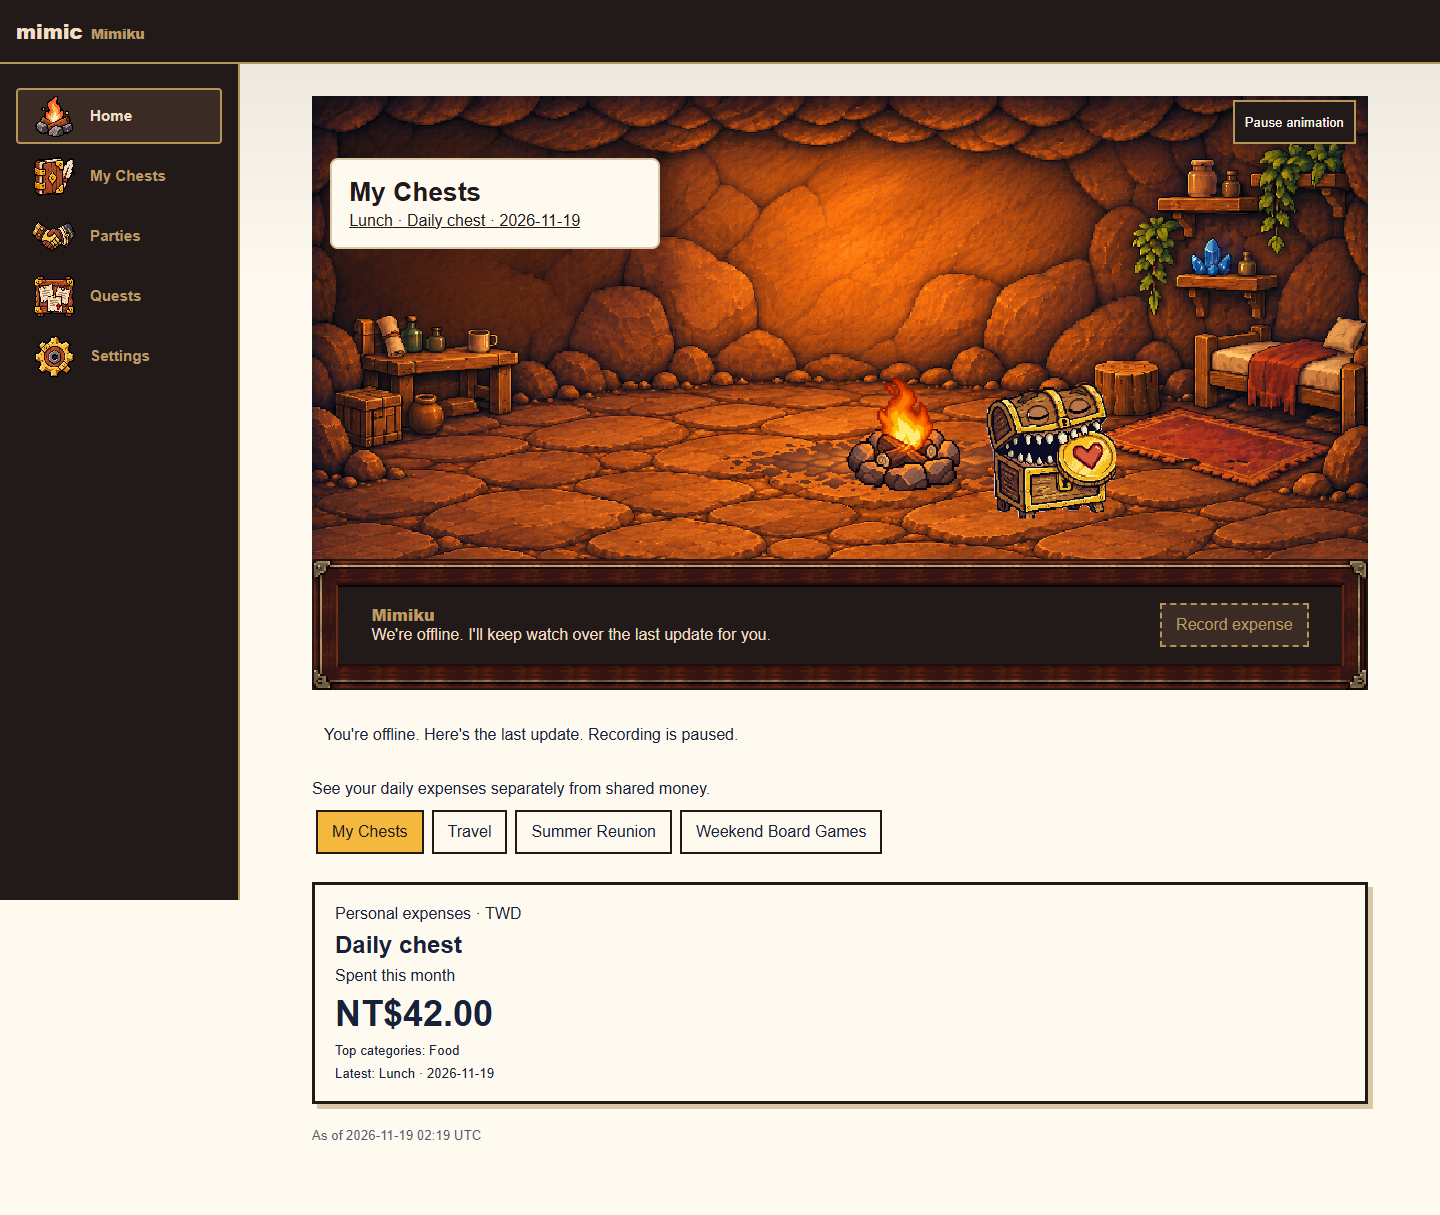 mimic Mimiku
Home
My Chests
Parties
Quests
Settings
Pause animation
My Chests
Lunch · Daily chest · 2026-11-19
Mimiku
We're offline. I'll keep watch over the last update for you.
Record expense
You're offline. Here's the last update. Recording is paused.
See your daily expenses separately from shared money.
My Chests
Travel
Summer Reunion
Weekend Board Games
Personal expenses · TWD
Daily chest
Spent this month
NT$42.00
Top categories: Food
Latest: Lunch · 2026-11-19
As of 2026-11-19 02:19 UTC